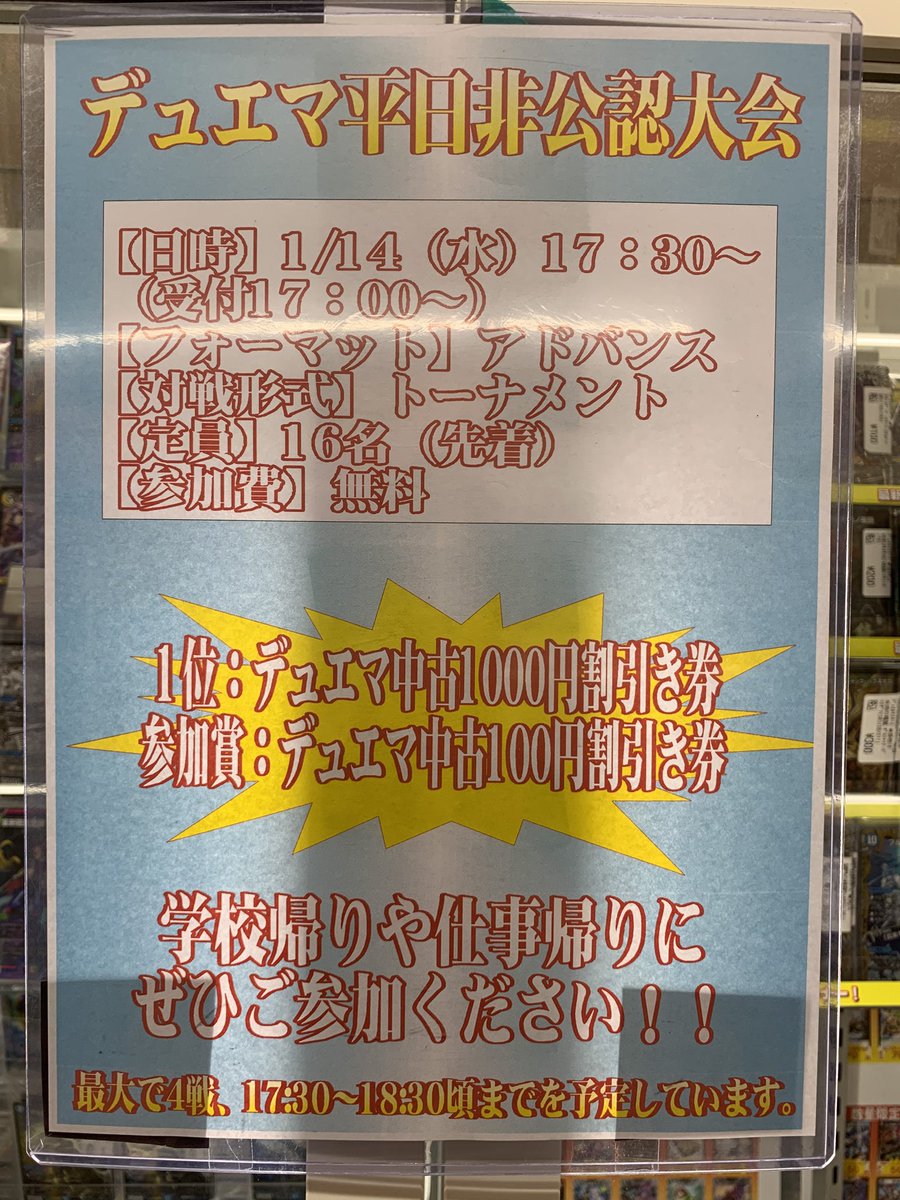 デュエマ平日非公認大会
【日時】1/14（水）17：30～
（受付17：00～）
【フォーマット】アドバンス
【対戦形式】トーナメント
【定員】16名（先着）
【参加費】無料
1位：デュエマ中古1000円割引き券
参加賞：デュエマ中古100円割引き券
学校帰りや仕事帰りに
ぜひご参加ください！！
最大で4戦、17:30～18:30頃までを予定しています。
¥200
¥300